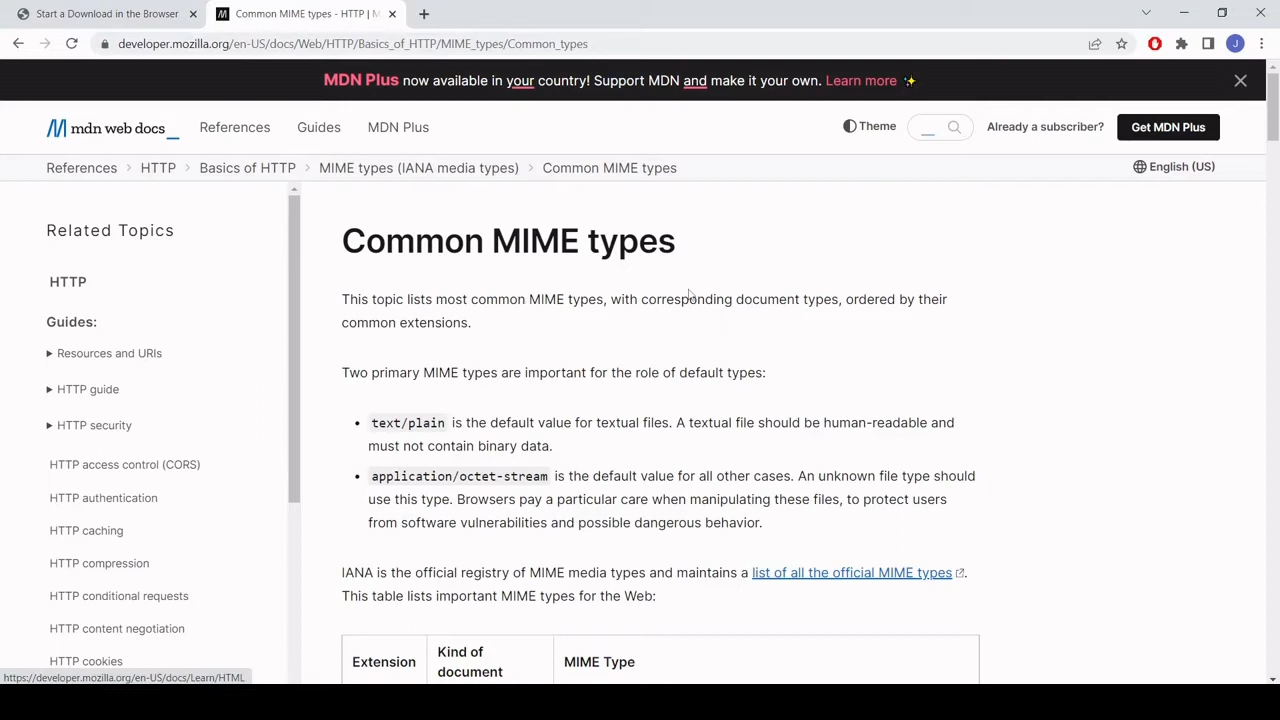 Start a Download in the Browser
Common MIME types - HTTP | M
developer.mozilla.org/en-US/docs/Web/HTTP/Basics_of_HTTP/MIME_types/Common_types
J
MDN Plus now available in your country! Support MDN and make it your own. Learn more ✨
mdn web docs_
References
Guides
MDN Plus
Theme
Already a subscriber?
Get MDN Plus
References > HTTP > Basics of HTTP > MIME types (IANA media types) > Common MIME types
English (US)
Related Topics
HTTP
Guides:
Resources and URIs
HTTP guide
HTTP security
HTTP access control (CORS)
HTTP authentication
HTTP caching
HTTP compression
HTTP conditional requests
HTTP content negotiation
HTTP cookies
Common MIME types
This topic lists most common MIME types, with corresponding document types, ordered by their
common extensions.
Two primary MIME types are important for the role of default types:
• text/plain is the default value for textual files. A textual file should be human-readable and
must not contain binary data.
• application/octet-stream is the default value for all other cases. An unknown file type should
use this type. Browsers pay a particular care when manipulating these files, to protect users
from software vulnerabilities and possible dangerous behavior.
IANA is the official registry of MIME media types and maintains a list of all the official MIME types.
This table lists important MIME types for the Web:
Extension
Kind of
document
MIME Type
https://developer.mozilla.org/en-US/docs/Learn/HTML